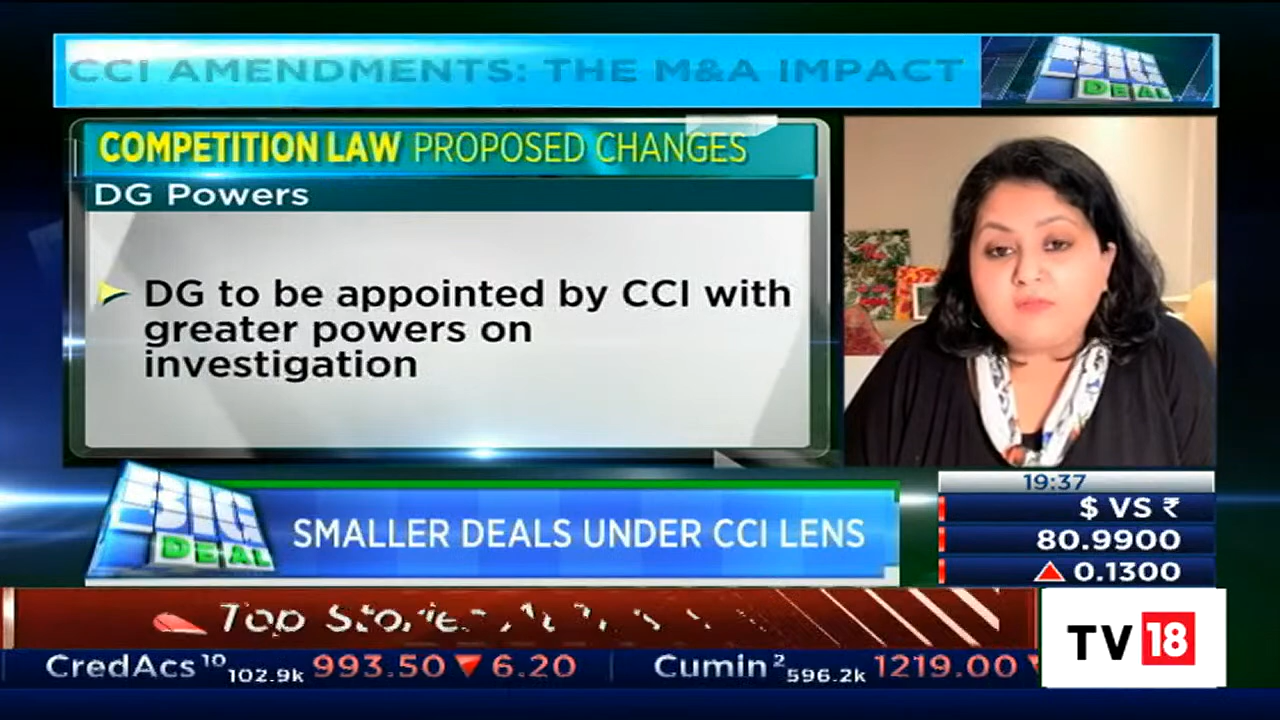 CCI AMENDMENTS: THE M&A IMPACT
BIG
DEAL
COMPETITION LAW PROPOSED CHANGES
DG Powers
DG to be appointed by CCI with
greater powers on
investigation
BIG
DEAL
SMALLER DEALS UNDER CCI LENS
19:37
$ VS ₹
80.9900
0.1300
Top Stories
TV18
CredAcs 10 102.9k 993.50 6.20
Cumin 2 596.2k 1219.00